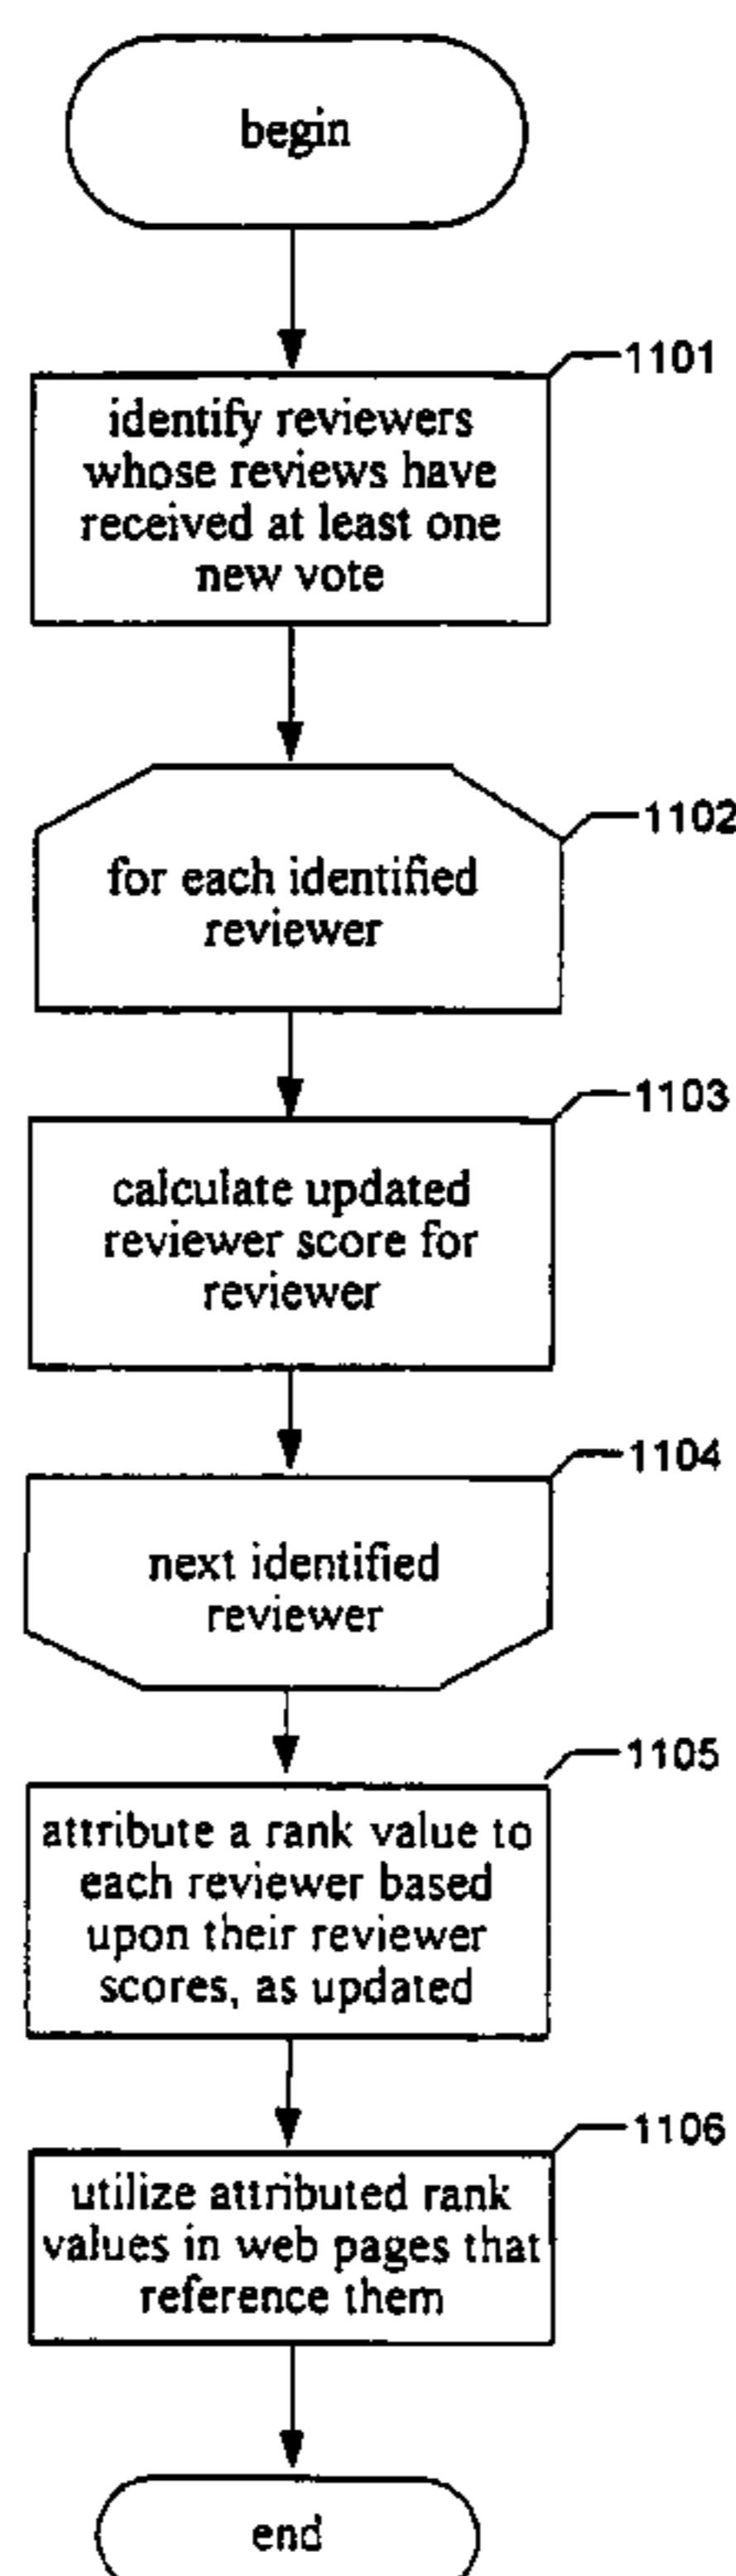 begin
1101
identify reviewers
whose reviews have
received at least one
new vote
1102
for each identified
reviewer
1103
calculate updated
reviewer score for
reviewer
1104
next identified
reviewer
1105
attribute a rank value to
each reviewer based
upon their reviewer
scores, as updated
1106
utilize attributed rank
values in web pages that
reference them
end